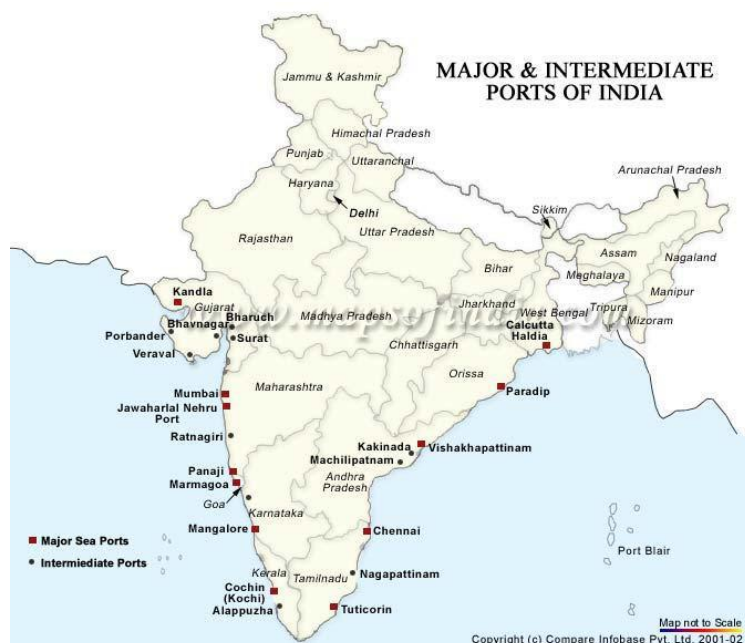 MAJOR & INTERMEDIATE
PORTS OF INDIA
Jammu & Kashmir
Himachal Pradesh
Punjab
Uttaranchal
Haryana
Delhi
Arunachal Pradesh
Sikkim
Rajasthan
Uttar Pradesh
Assam
Nagaland
Bihar
Meghalaya
Manipur
Kandla
Gujarat
Jharkhand
West Bengal
Tripura
Mizoram
Madhya Pradesh
www.mapsofindia.com
Bharuch
Bhavnagar
Porbander
Surat
Calcutta
Haldia
Veraval
Chhattisgarh
Orissa
Paradip
Mumbai
Maharashtra
Jawaharlal Nehru
Port
Ratnagiri
Kakinada
Vishakhapattinam
Machilipatnam
Panaji
Andhra
Pradesh
Marmagoa
Goa
Karnataka
Mangalore
Chennai
Major Sea Ports
Intermiediate Ports
Port Blair
Kerala
Tamilnadu
Nagapattinam
Cochin
(Kochi)
Alappuzha
Tuticorin
Map not to Scale
Copyright (c) Compare Infobase Pvt. Ltd. 2001-02